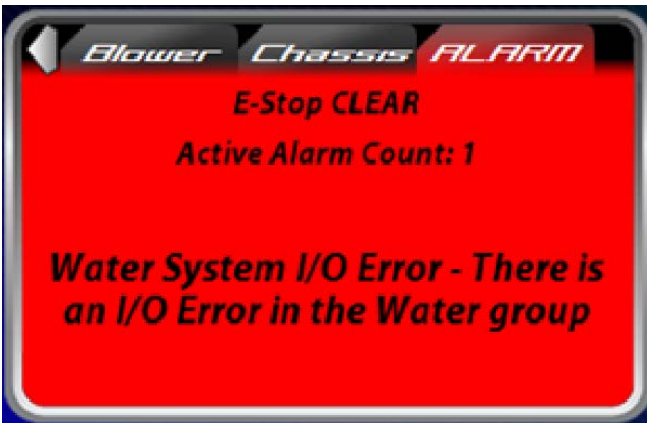 Blower Chassis ALARM
E-Stop CLEAR
Active Alarm Count: 1
Water System I/O Error - There is
an I/O Error in the Water group